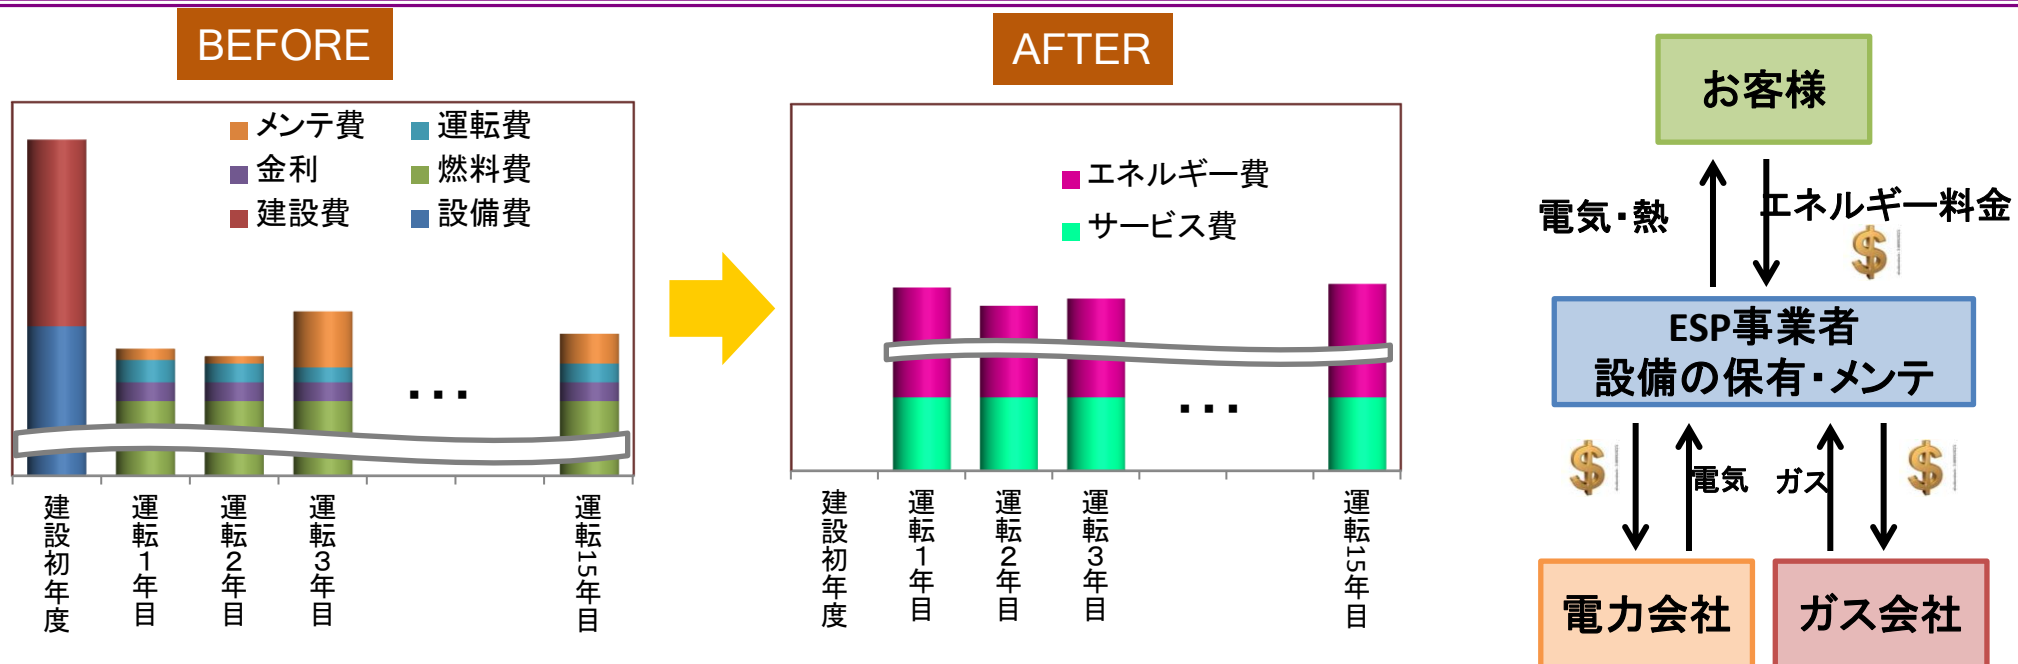 BEFORE
メンテ費
運転費
金利
燃料費
建設費
設備費
...
建設初年度
運転1年目
運転2年目
運転3年目
運転15年目
AFTER
エネルギー費
サービス費
...
建設初年度
運転1年目
運転2年目
運転3年目
運転15年目
お客様
電気・熱
エネルギー料金
ESP事業者
設備の保有・メンテ
電気
ガス
電力会社
ガス会社